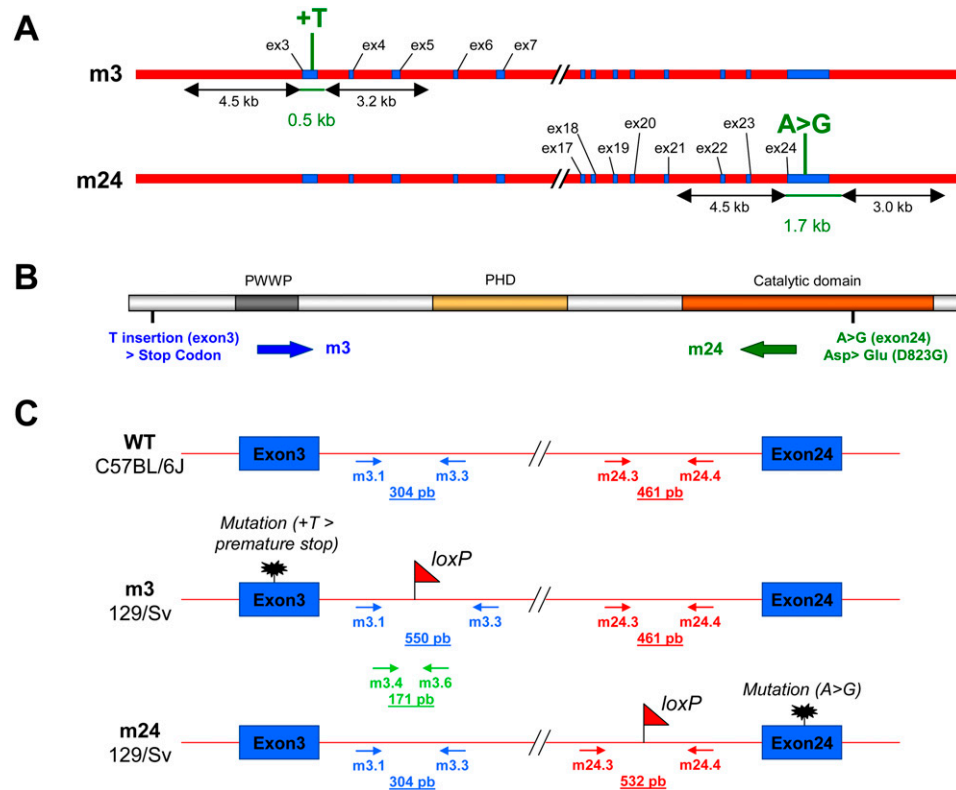 A
+T
ex3
ex4
ex5
ex6
ex7
m3
4.5 kb
3.2 kb
0.5 kb
A>G
ex17
ex18
ex19
ex20
ex21
ex22
ex23
ex24
m24
4.5 kb
3.0 kb
1.7 kb
B
PWWP
PHD
Catalytic domain
T insertion (exon3)
> Stop Codon
m3
m24
A>G (exon24)
Asp> Glu (D823G)
C
WT
C57BL/6J
Exon3
Exon24
m3.1
m3.3
304 pb
m24.3
m24.4
461 pb
Mutation (+T >
premature stop)
loxP
m3
129/Sv
Exon3
Exon24
m3.1
m3.3
550 pb
m24.3
m24.4
461 pb
m3.4
m3.6
171 pb
loxP
Mutation (A>G)
m24
129/Sv
Exon3
Exon24
m3.1
m3.3
304 pb
m24.3
m24.4
532 pb